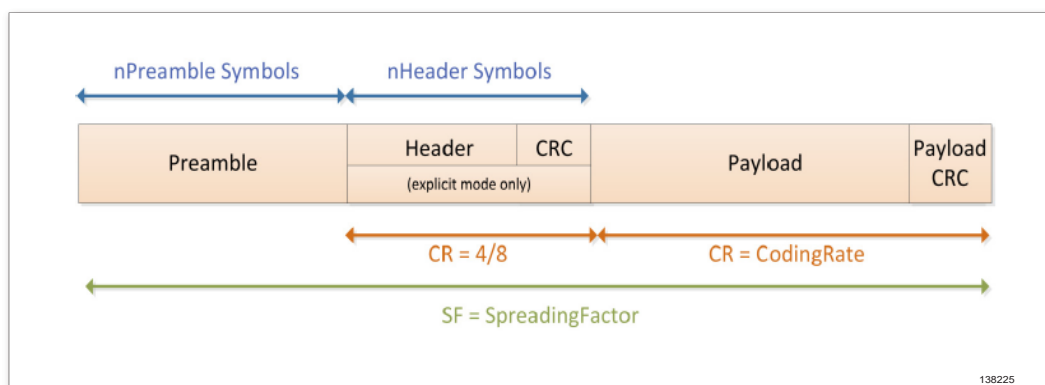 nPreamble Symbols
nHeader Symbols
Preamble
Header
CRC
(explicit mode only)
Payload
Payload
CRC
CR = 4/8
CR = CodingRate
SF = SpreadingFactor
138225